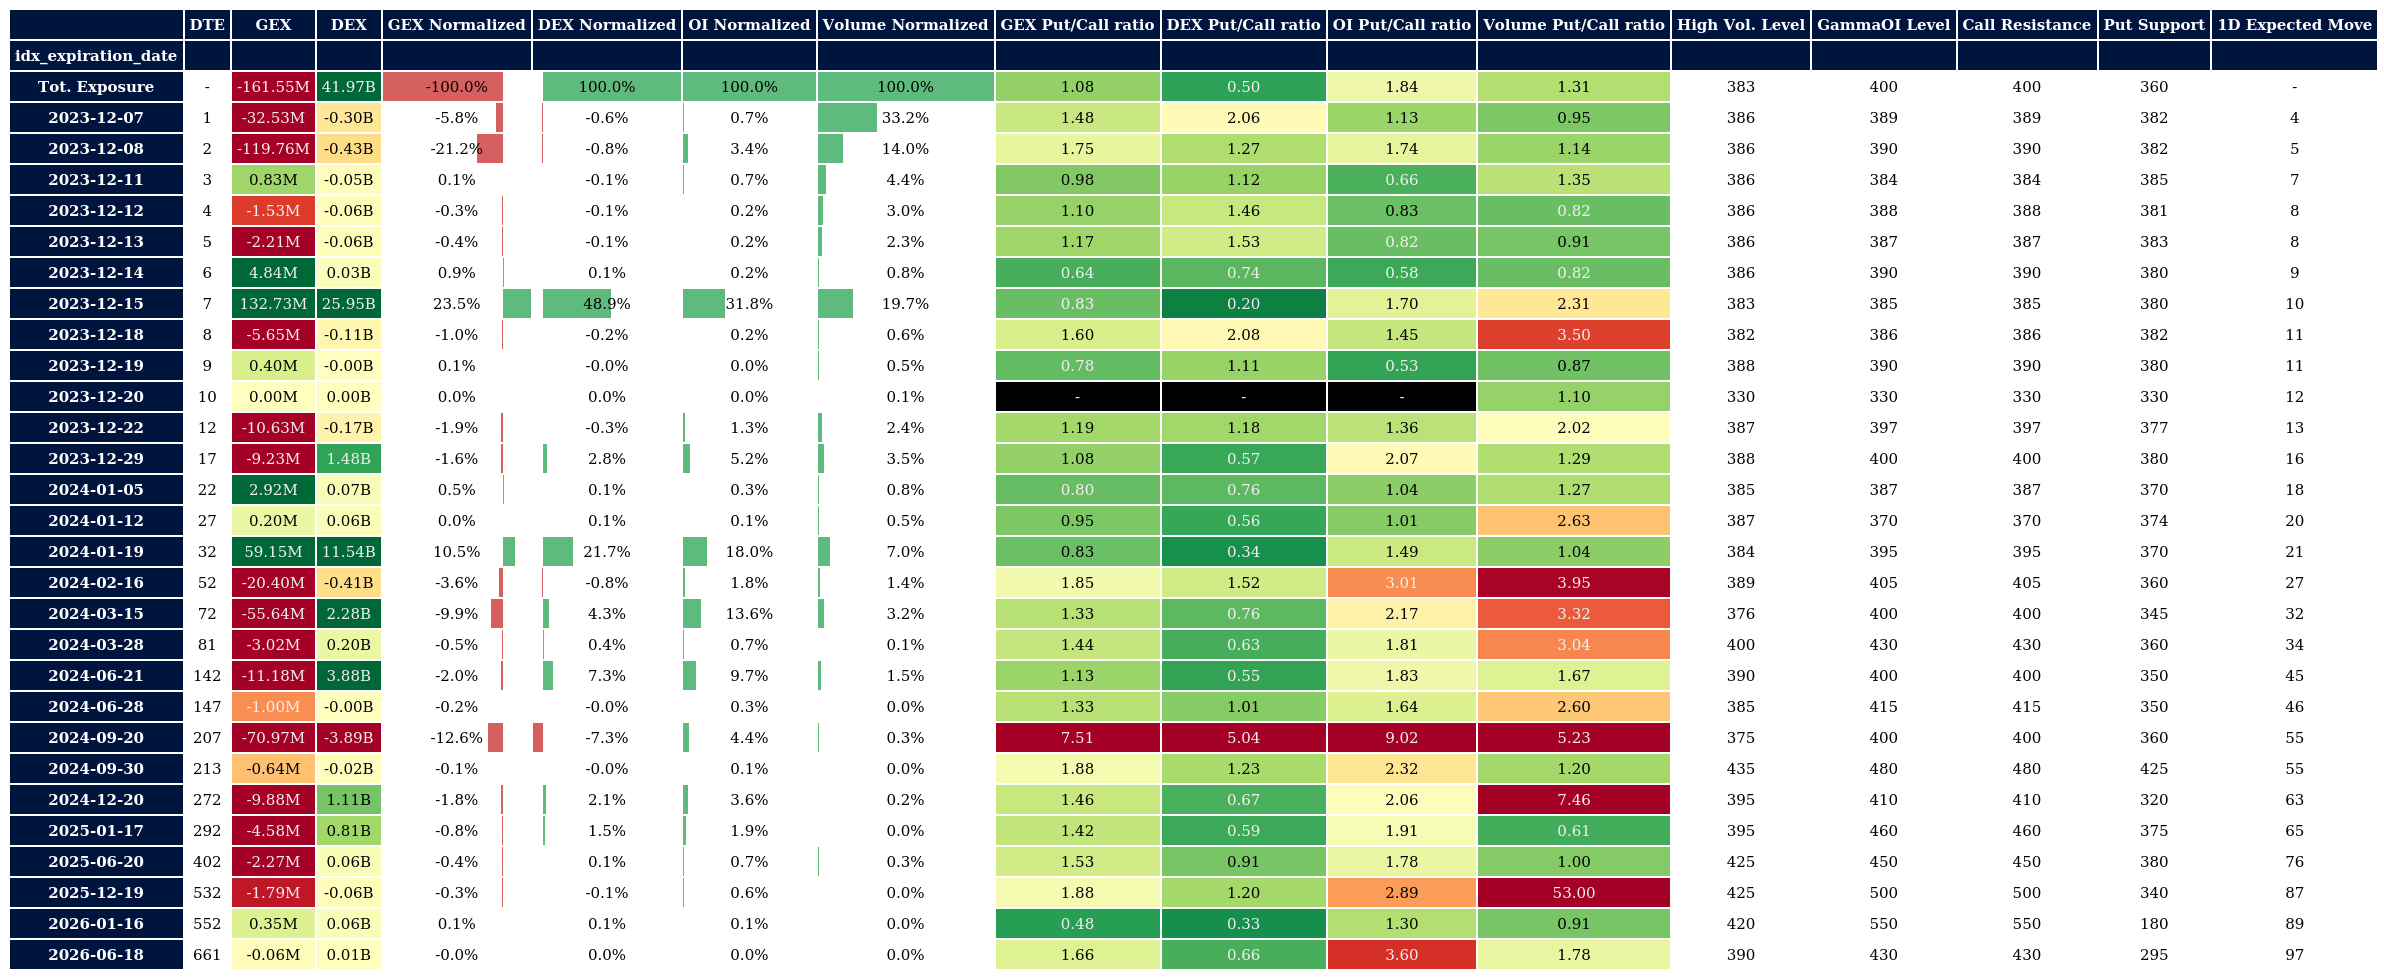 DTE GEX DEX GEX Normalized DEX Normalized OI Normalized Volume Normalized GEX Put/Call ratio DEX Put/Call ratio OI Put/Call ratio Volume Put/Call ratio High Vol. Level GammaOI Level Call Resistance Put Support 1D Expected Move
idx_expiration_date
Tot. Exposure - -161.55M 41.97B -100.0% 100.0% 100.0% 100.0% 1.08 0.50 1.84 1.31 383 400 400 360 -
2023-12-07 1 -32.53M -0.30B -5.8% -0.6% 0.7% 33.2% 1.48 2.06 1.13 0.95 386 389 389 382 4
2023-12-08 2 -119.76M -0.43B -21.2% -0.8% 3.4% 14.0% 1.75 1.27 1.74 1.14 386 390 390 382 5
2023-12-11 3 0.83M -0.05B 0.1% -0.1% 0.7% 4.4% 0.98 1.12 0.66 1.35 386 384 384 385 7
2023-12-12 4 -1.53M -0.06B -0.3% -0.1% 0.2% 3.0% 1.10 1.46 0.83 0.82 386 388 388 381 8
2023-12-13 5 -2.21M -0.06B -0.4% -0.1% 0.2% 2.3% 1.17 1.53 0.82 0.91 386 387 387 383 8
2023-12-14 6 4.84M 0.03B 0.9% 0.1% 0.2% 0.8% 0.64 0.74 0.58 0.82 386 390 390 380 9
2023-12-15 7 132.73M 25.95B 23.5% 48.9% 31.8% 19.7% 0.83 0.20 1.70 2.31 383 385 385 380 10
2023-12-18 8 -5.65M -0.11B -1.0% -0.2% 0.2% 0.6% 1.60 2.08 1.45 3.50 382 386 386 382 11
2023-12-19 9 0.40M -0.00B 0.1% -0.0% 0.0% 0.5% 0.78 1.11 0.53 0.87 388 390 390 380 11
2023-12-20 10 0.00M 0.00B 0.0% 0.0% 0.0% 0.1% - - - 1.10 330 330 330 330 12
2023-12-22 12 -10.63M -0.17B -1.9% -0.3% 1.3% 2.4% 1.19 1.18 1.36 2.02 387 397 397 377 13
2023-12-29 17 -9.23M 1.48B -1.6% 2.8% 5.2% 3.5% 1.08 0.57 2.07 1.29 388 400 400 380 16
2024-01-05 22 2.92M 0.07B 0.5% 0.1% 0.3% 0.8% 0.80 0.76 1.04 1.27 385 387 387 370 18
2024-01-12 27 0.20M 0.06B 0.0% 0.1% 0.1% 0.5% 0.95 0.56 1.01 2.63 387 370 370 374 20
2024-01-19 32 59.15M 11.54B 10.5% 21.7% 18.0% 7.0% 0.83 0.34 1.49 1.04 384 395 395 370 21
2024-02-16 52 -20.40M -0.41B -3.6% -0.8% 1.8% 1.4% 1.85 1.52 3.01 3.95 389 405 405 360 27
2024-03-15 72 -55.64M 2.28B -9.9% 4.3% 13.6% 3.2% 1.33 0.76 2.17 3.32 376 400 400 345 32
2024-03-28 81 -3.02M 0.20B -0.5% 0.4% 0.7% 0.1% 1.44 0.63 1.81 3.04 400 430 430 360 34
2024-06-21 142 -11.18M 3.88B -2.0% 7.3% 9.7% 1.5% 1.13 0.55 1.83 1.67 390 400 400 350 45
2024-06-28 147 -1.00M -0.00B -0.2% -0.0% 0.3% 0.0% 1.33 1.01 1.64 2.60 385 415 415 350 46
2024-09-20 207 -70.97M -3.89B -12.6% -7.3% 4.4% 0.3% 7.51 5.04 9.02 5.23 375 400 400 360 55
2024-09-30 213 -0.64M -0.02B -0.1% -0.0% 0.1% 0.0% 1.88 1.23 2.32 1.20 435 480 480 425 55
2024-12-20 272 -9.88M 1.11B -1.8% 2.1% 3.6% 0.2% 1.46 0.67 2.06 7.46 395 410 410 320 63
2025-01-17 292 -4.58M 0.81B -0.8% 1.5% 1.9% 0.0% 1.42 0.59 1.91 0.61 395 460 460 375 65
2025-06-20 402 -2.27M 0.06B -0.4% 0.1% 0.7% 0.3% 1.53 0.91 1.78 1.00 425 450 450 380 76
2025-12-19 532 -1.79M -0.06B -0.3% -0.1% 0.6% 0.0% 1.88 1.20 2.89 53.00 425 500 500 340 87
2026-01-16 552 0.35M 0.06B 0.1% 0.1% 0.1% 0.0% 0.48 0.33 1.30 0.91 420 550 550 180 89
2026-06-18 661 -0.06M 0.01B -0.0% 0.0% 0.0% 0.0% 1.66 0.66 3.60 1.78 390 430 430 295 97